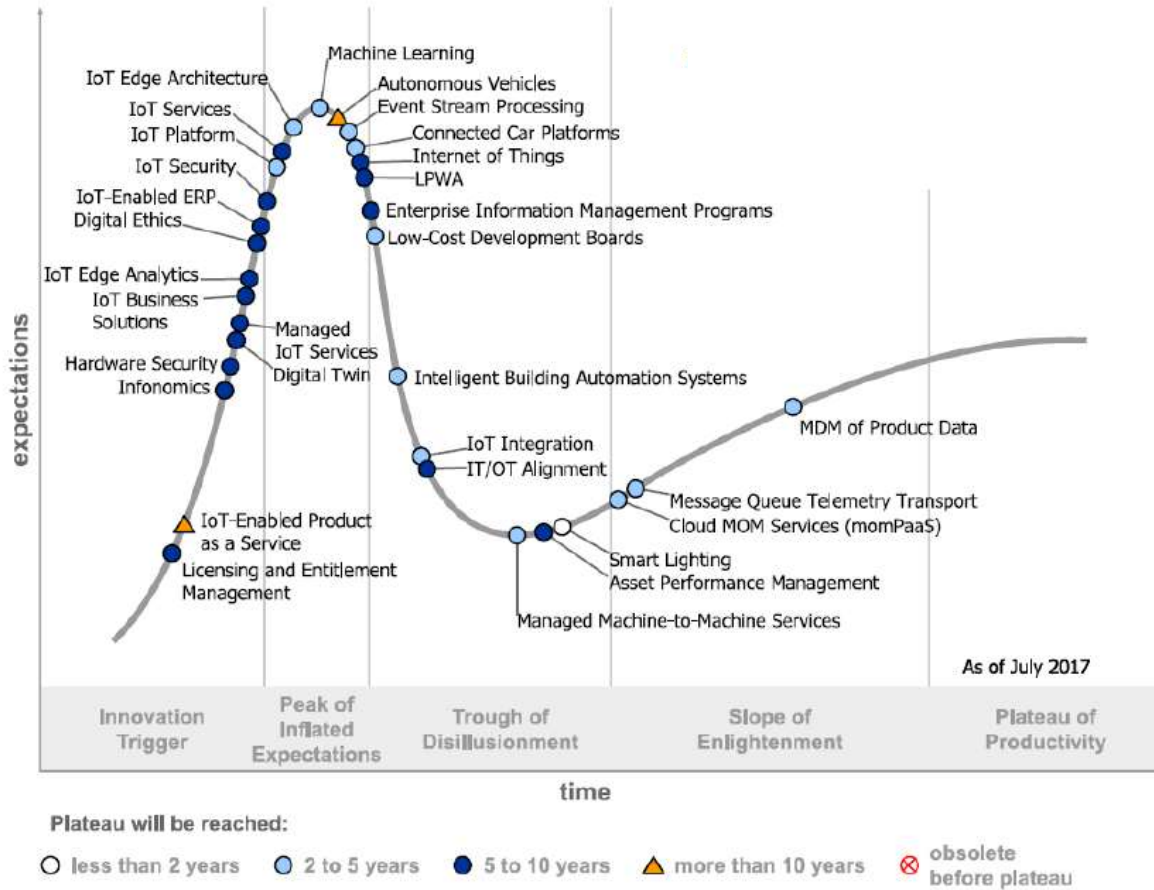 Machine Learning
IoT Edge Architecture
Autonomous Vehicles
IoT Services
Event Stream Processing
IoT Platform
Connected Car Platforms
IoT Security
Internet of Things
LPWA
IoT-Enabled ERP
Enterprise Information Management Programs
Digital Ethics
Low-Cost Development Boards
IoT Edge Analytics
IoT Business
Solutions
Managed
IoT Services
Hardware Security
Digital Twin
Infonomics
Intelligent Building Automation Systems
MDM of Product Data
IoT Integration
IT/OT Alignment
Message Queue Telemetry Transport
IoT-Enabled Product
as a Service
Cloud MOM Services (momPaaS)
Smart Lighting
Licensing and Entitlement
Management
Asset Performance Management
Managed Machine-to-Machine Services
expectations
As of July 2017
Innovation
Trigger
Peak of
Inflated
Expectations
Trough of
Disillusionment
Slope of
Enlightenment
Plateau of
Productivity
time
Plateau will be reached:
less than 2 years
2 to 5 years
5 to 10 years
more than 10 years
obsolete
before plateau